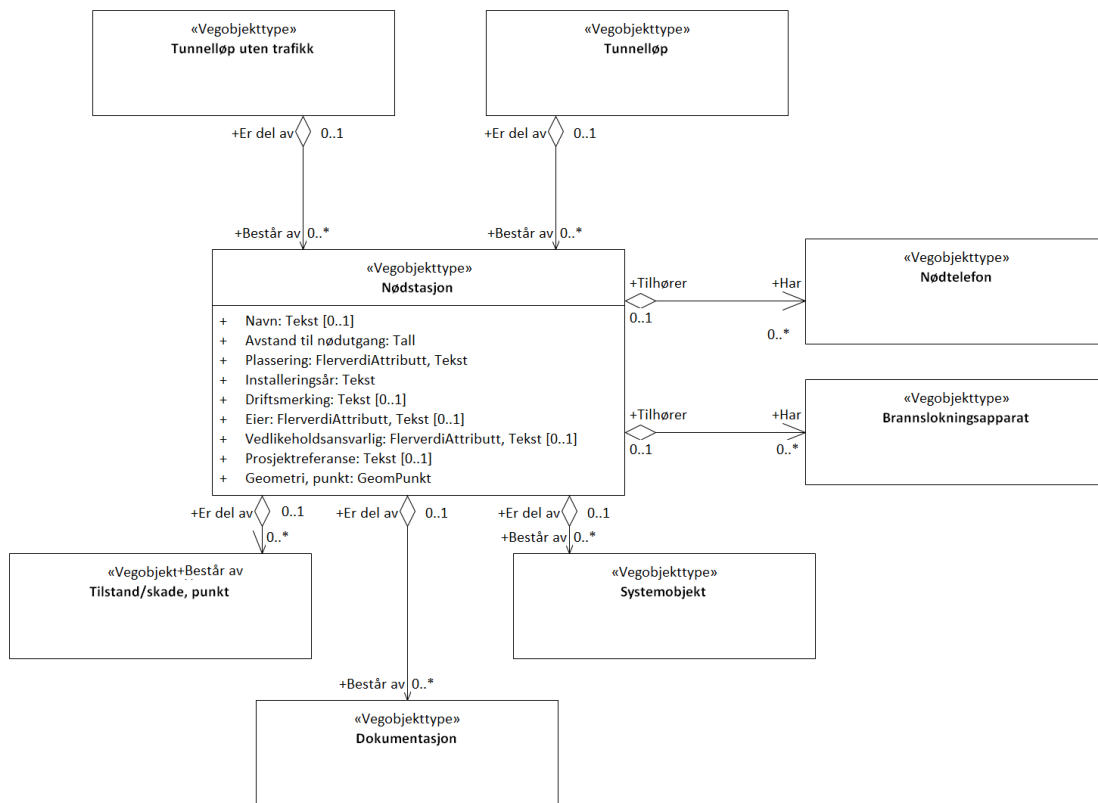 «Vegobjekttype»
Tunnelløp uten trafikk
«Vegobjekttype»
Tunnelløp
+Er del av 0..1
+Er del av 0..1
+Består av 0..*
+Består av 0..*
«Vegobjekttype»
Nødstasjon
+ Navn: Tekst [0..1]
+ Avstand til nødutgang: Tall
+ Plassering: FlerverdiAttributt, Tekst
+ Installeringsår: Tekst
+ Driftsmerking: Tekst [0..1]
+ Eier: FlerverdiAttributt, Tekst [0..1]
+ Vedlikeholdsansvarlig: FlerverdiAttributt, Tekst [0..1]
+ Prosjektreferanse: Tekst [0..1]
+ Geometri, punkt: GeomPunkt
+Tilhører +Har
0..1 0..*
«Vegobjekttype»
Nødtelefon
+Tilhører +Har
0..1 0..*
«Vegobjekttype»
Brannslokningsapparat
+Er del av 0..1
+Er del av 0..1
+Er del av 0..1
0..*
+Består av 0..*
«Vegobjekt
+Består av
Tilstand/skade, punkt
«Vegobjekttype»
Systemobjekt
+Består av 0..*
«Vegobjekttype»
Dokumentasjon